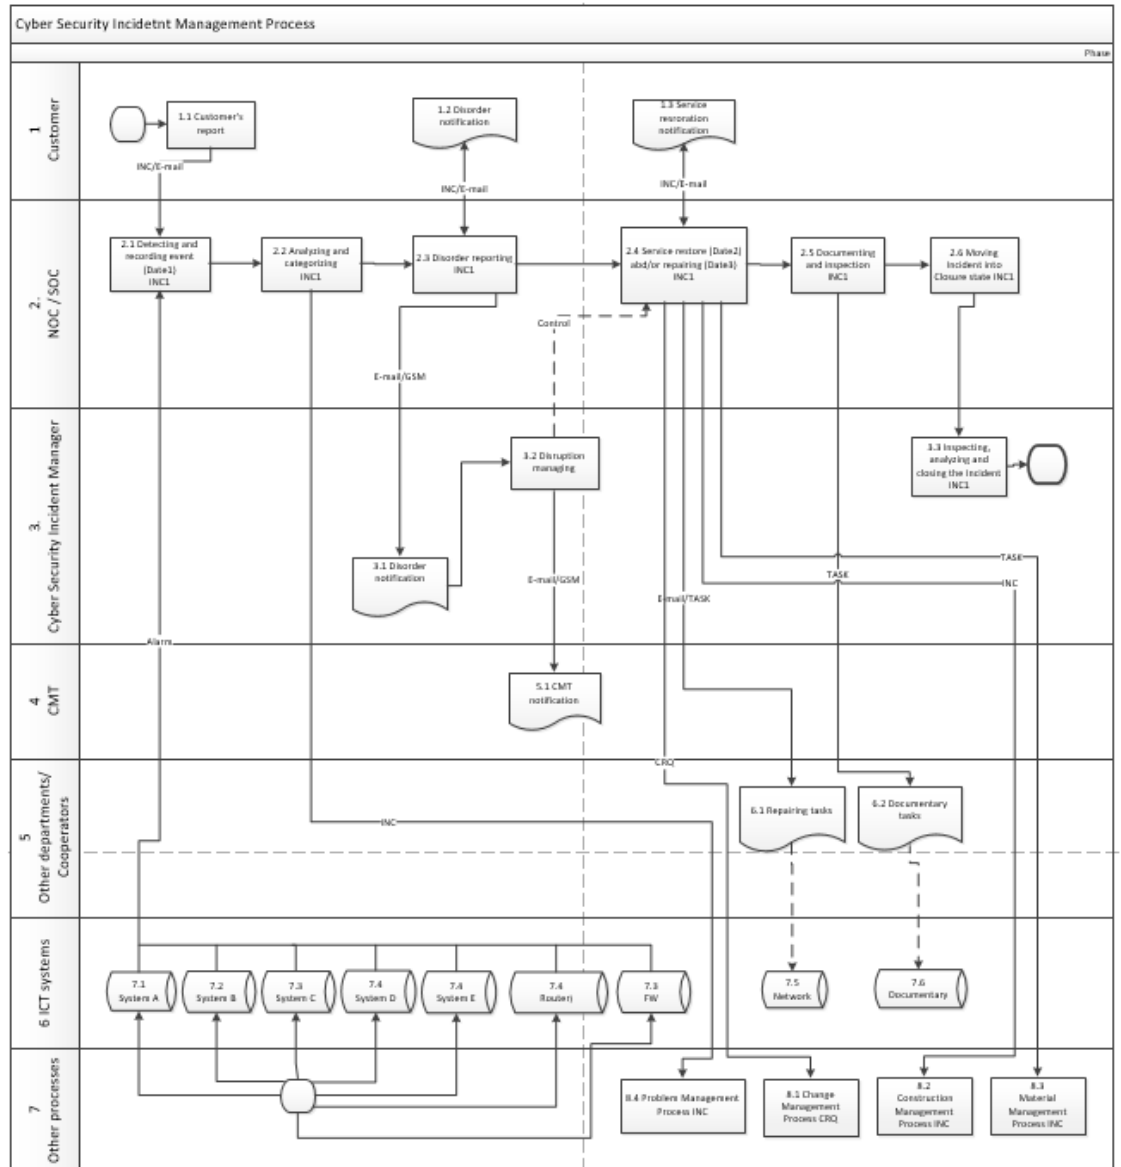 Cyber Security Incidetnt Management Process
Phase
1
Customer
1.1 Customer's
report
1.2 Disorder
notification
1.3 Service
resroration
notification
INC/E-mail
INC/E-mail
INC/E-mail
2.
NOC / SOC
2.1 Detecting and
recording event
(Date1)
INC1
2.2 Analyzing and
categorizing
INC1
2.3 Disorder reporting
INC1
2.4 Service restore (Date2)
abd/or repairing (Date3)
INC1
2.5 Documenting
and inspection
INC1
2.6 Moving
Incident into
Closure state INC1
Control
E-mail/GSM
3.
Cyber Security Incident Manager
3.2 Disruption
managing
3.3 Inspecting,
analyzing and
closing the Incident
INC1
3.1 Disorder
notification
E-mail/GSM
E-mail/TASK
TASK
TASK
INC
Alarm
4
CMT
5.1 CMT
notification
CRQ
5
Other departments/
Cooperators
6.1 Repairing tasks
6.2 Documentary
tasks
INC
6 ICT systems
7.1
System A
7.2
System B
7.3
System C
7.4
System D
7.4
System E
7.4
Router)
7.3
FW
7.5
Network
7.6
Documentary
7
Other processes
8.4 Problem Management
Process INC
8.1 Change
Management
Process CRQ
8.2
Construction
Management
Process INC
8.3
Material
Management
Process INC